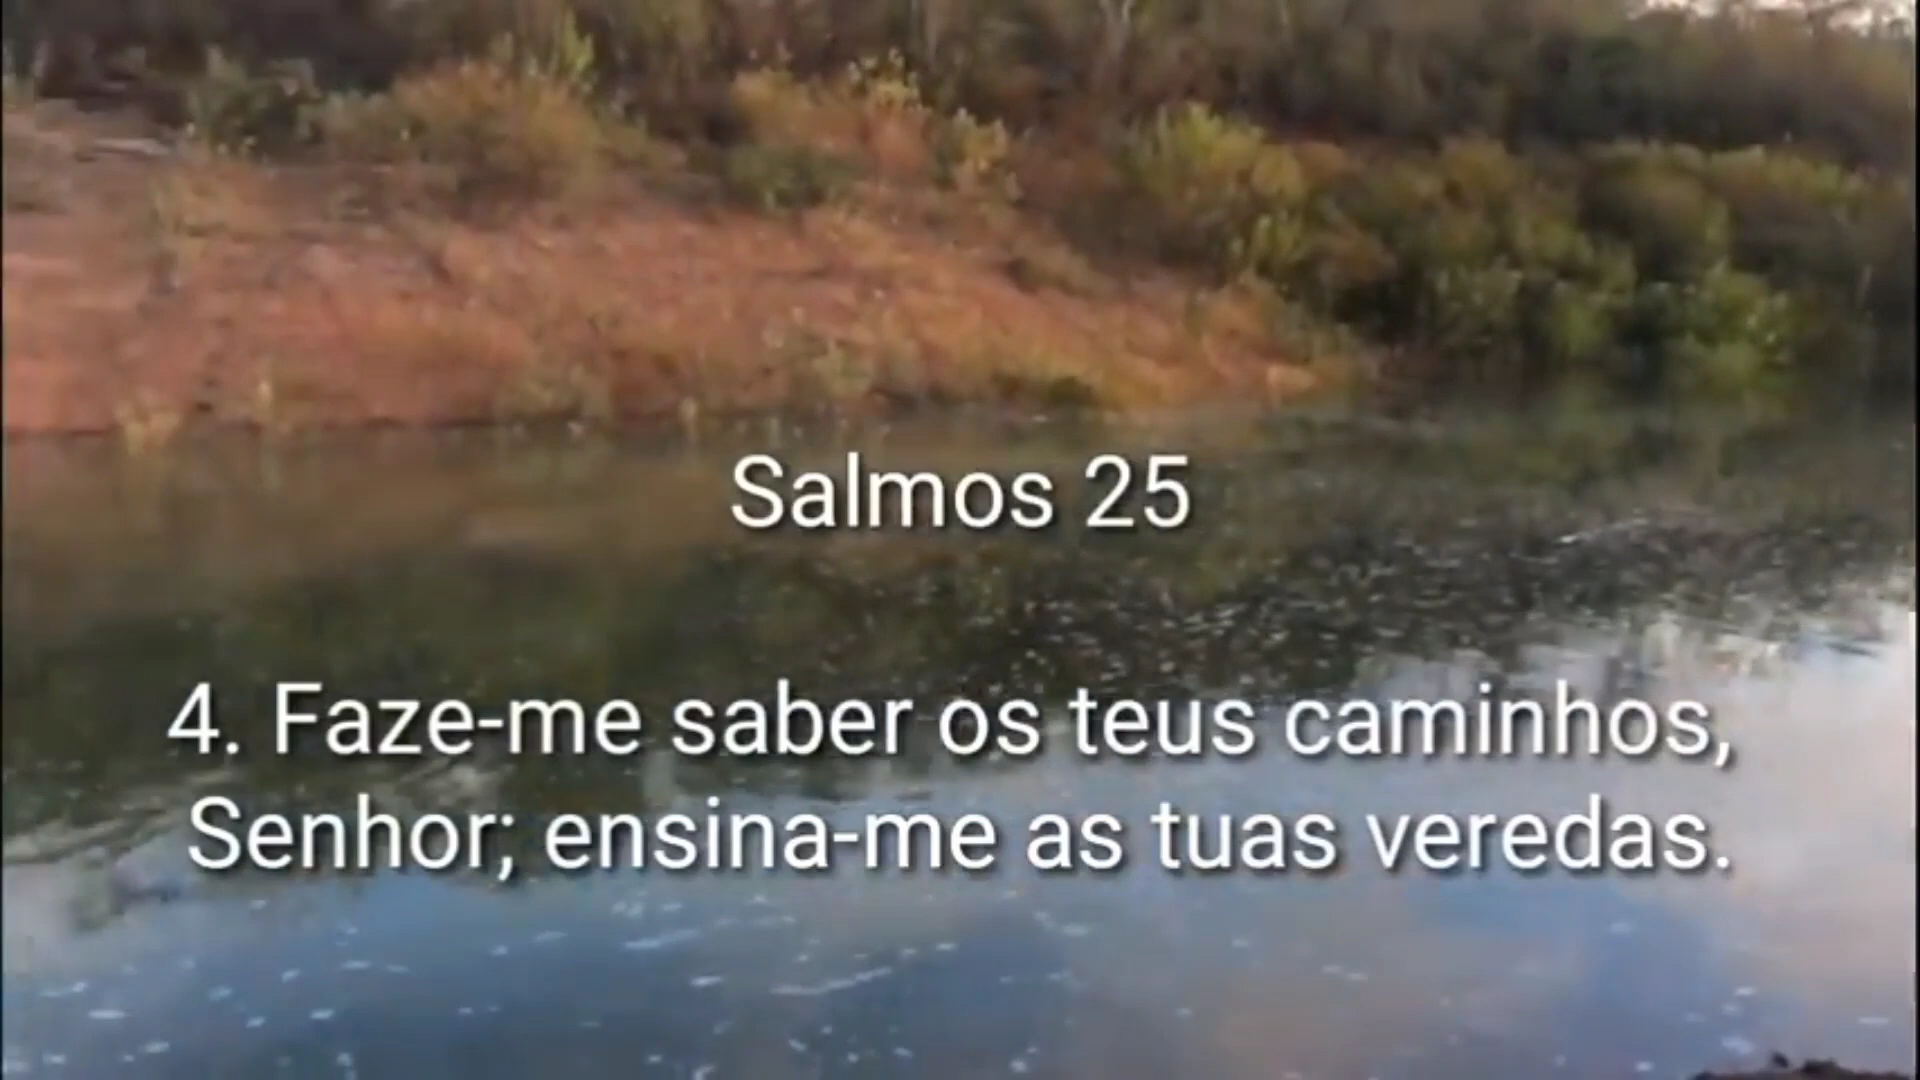 Salmos 25
4. Faze-me saber os teus caminhos,
Senhor; ensina-me as tuas veredas.